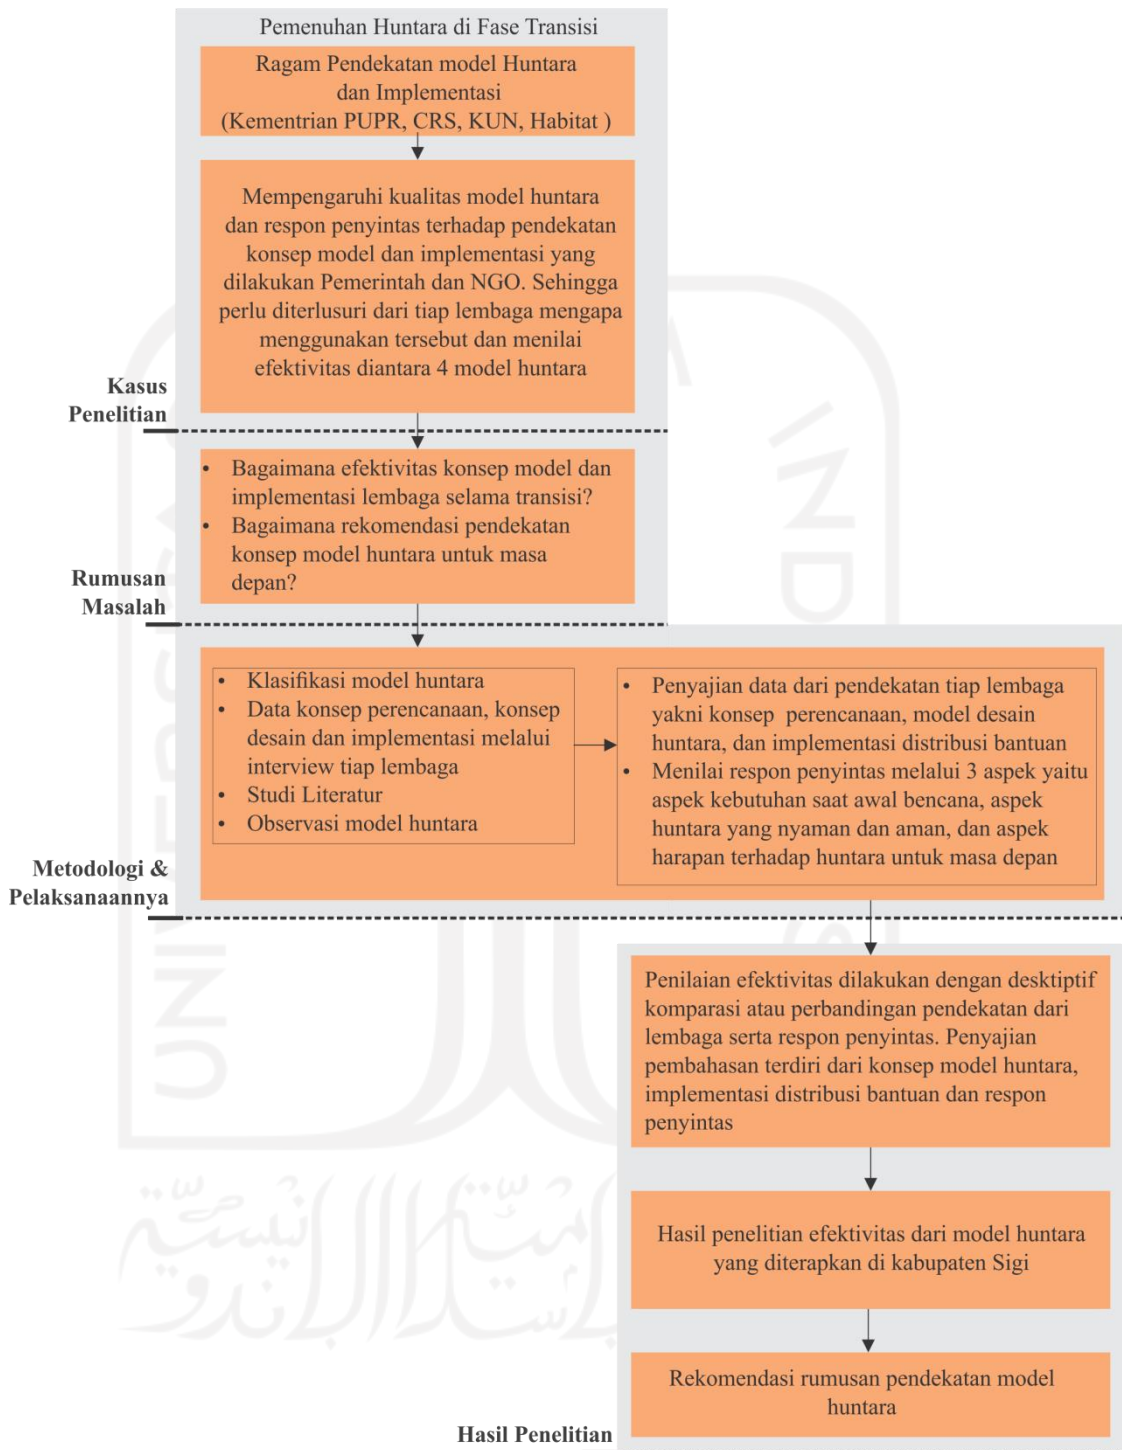 Pemenuhan Huntara di Fase Transisi
Ragam Pendekatan model Huntara
dan Implementasi
(Kementrian PUPR, CRS, KUN, Habitat )
Mempengaruhi kualitas model huntara
dan respon penyintas terhadap pendekatan
konsep model dan implementasi yang
dilakukan Pemerintah dan NGO. Sehingga
perlu diterlusuri dari tiap lembaga mengapa
menggunakan tersebut dan menilai
efektivitas diantara 4 model huntara
Kasus
Penelitian
• Bagaimana efektivitas konsep model dan
implementasi lembaga selama transisi?
• Bagaimana rekomendasi pendekatan
konsep model huntara untuk masa
depan?
Rumusan
Masalah
• Klasifikasi model huntara
• Data konsep perencanaan, konsep
desain dan implementasi melalui
interview tiap lembaga
• Studi Literatur
• Observasi model huntara
• Penyajian data dari pendekatan tiap lembaga
yakni konsep perencanaan, model desain
huntara, dan implementasi distribusi bantuan
• Menilai respon penyintas melalui 3 aspek yaitu
aspek kebutuhan saat awal bencana, aspek
huntara yang nyaman dan aman, dan aspek
harapan terhadap huntara untuk masa depan
Metodologi &
Pelaksanaannya
Penilaian efektivitas dilakukan dengan desktiptif
komparasi atau perbandingan pendekatan dari
lembaga serta respon penyintas. Penyajian
pembahasan terdiri dari konsep model huntara,
implementasi distribusi bantuan dan respon
penyintas
Hasil penelitian efektivitas dari model huntara
yang diterapkan di kabupaten Sigi
Rekomendasi rumusan pendekatan model
huntara
Hasil Penelitian